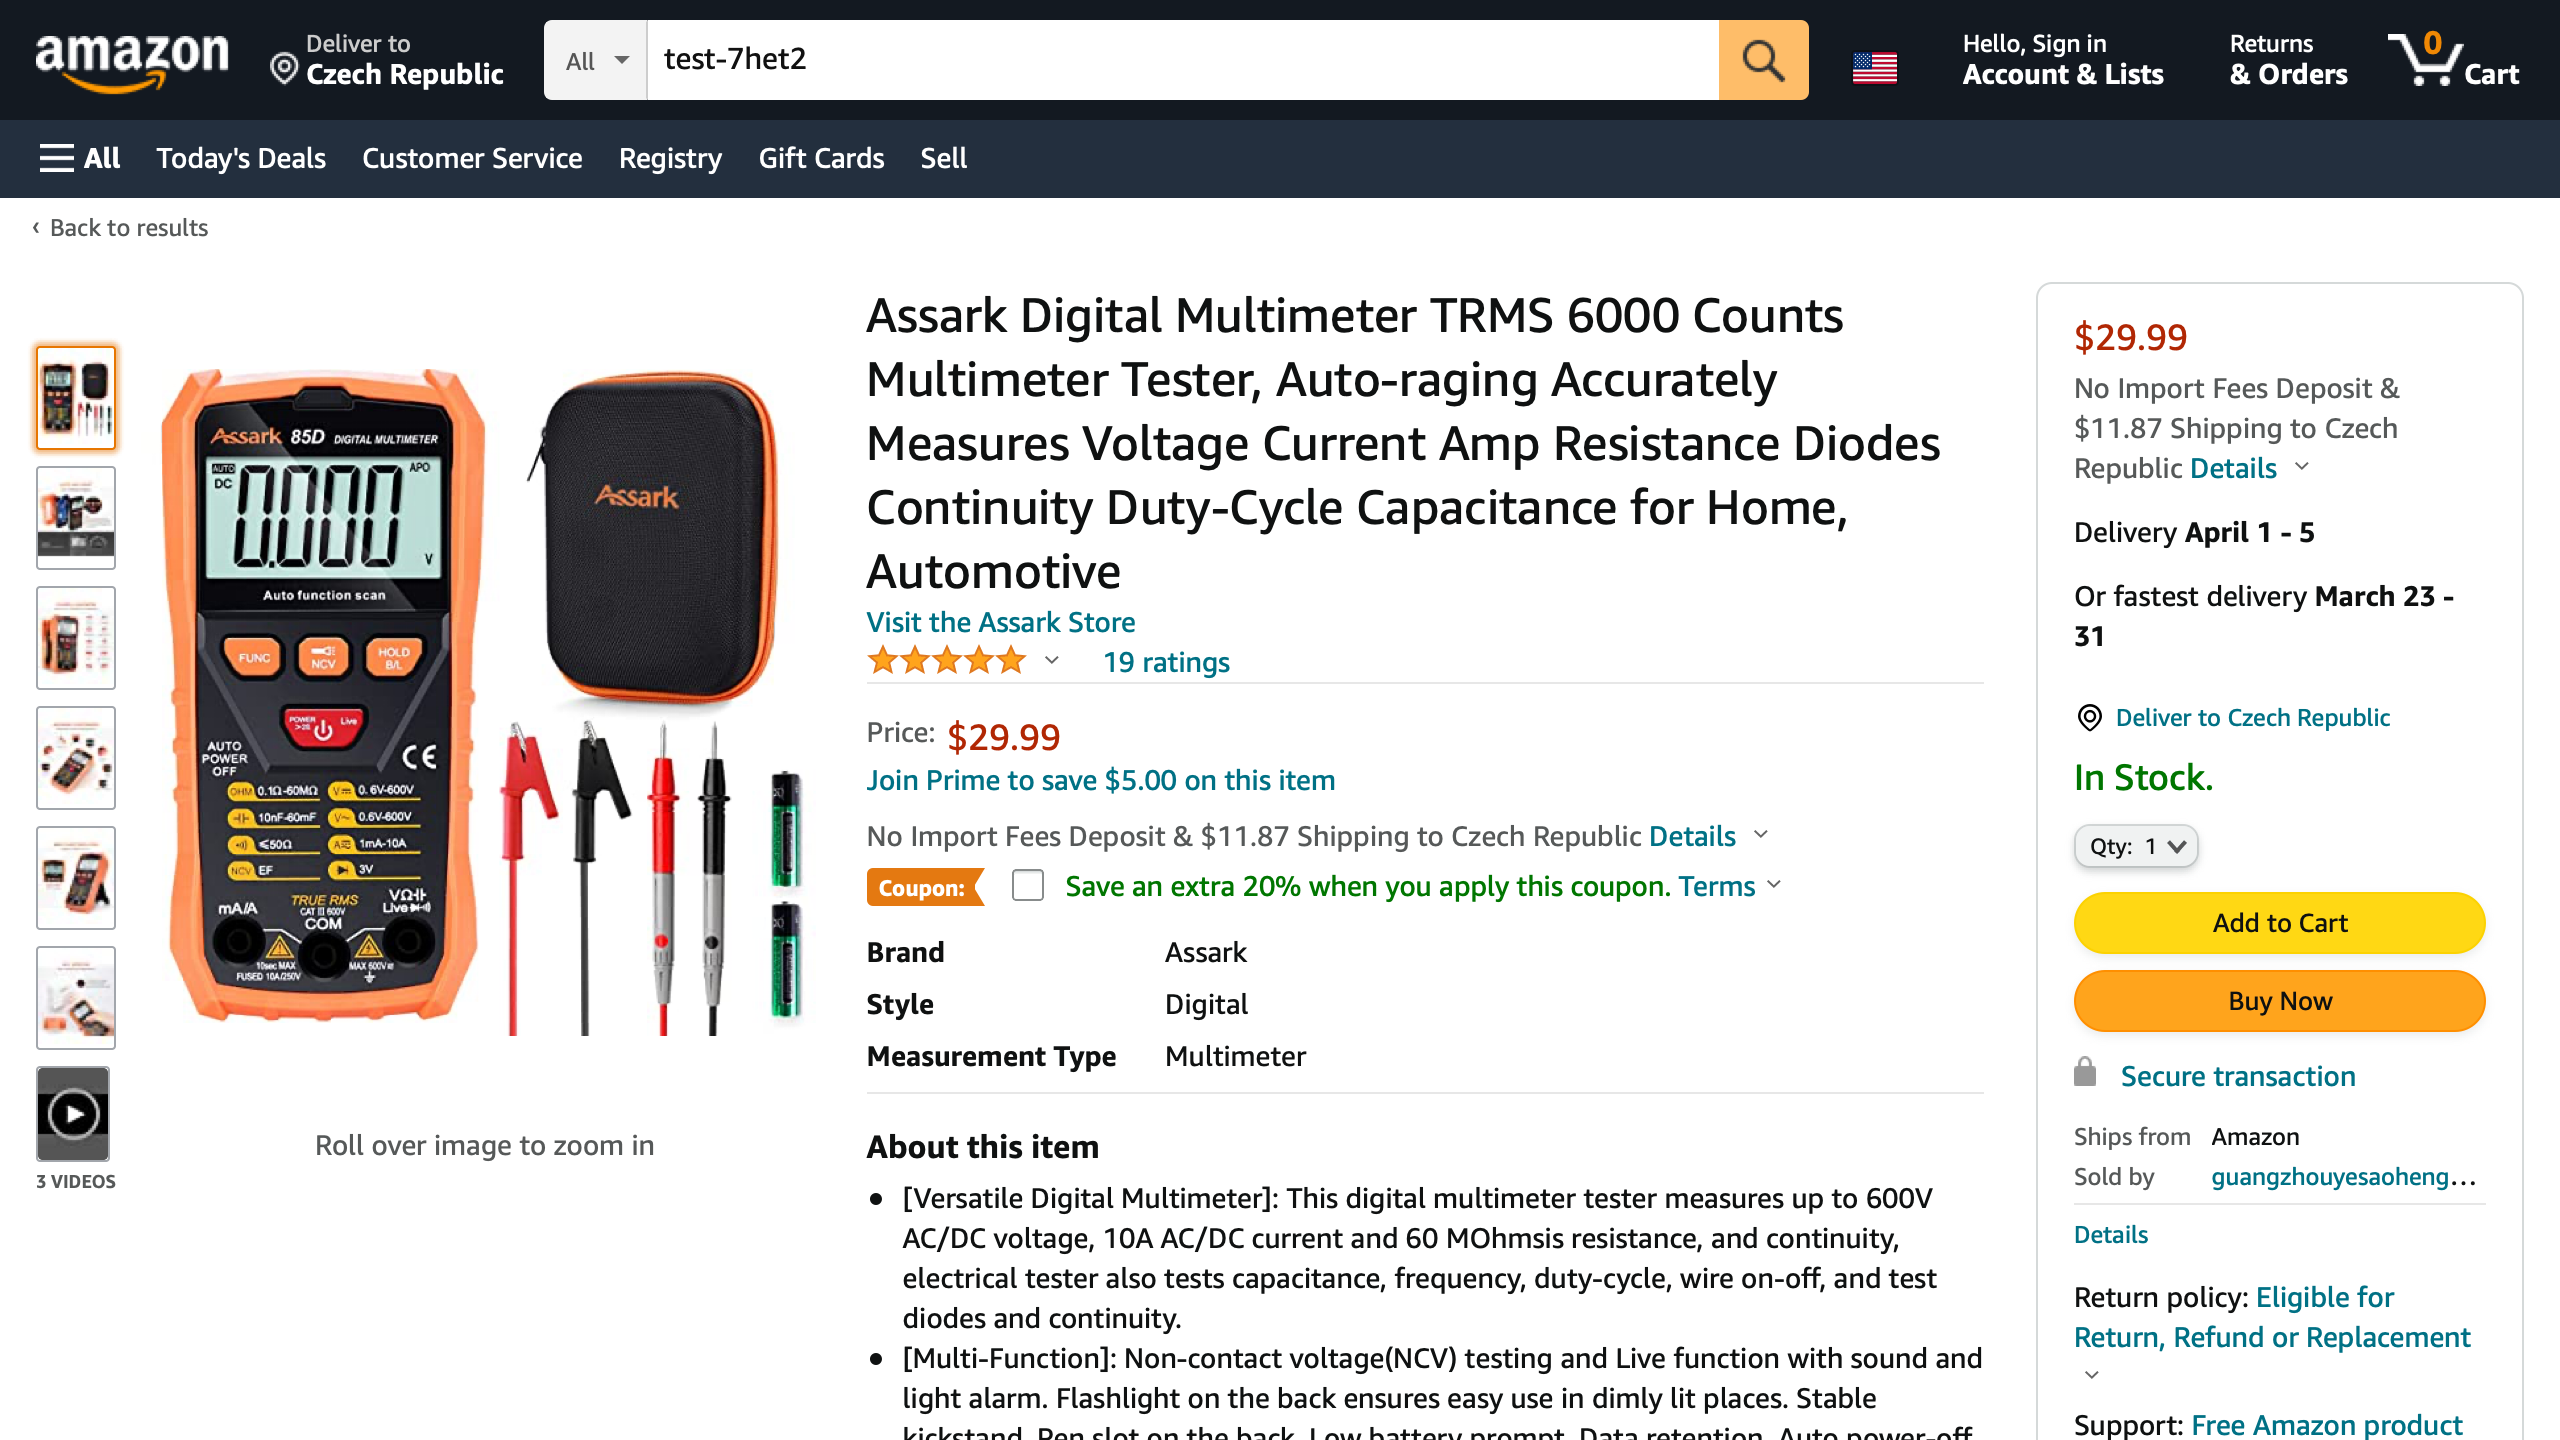 amazon
Deliver to
Czech Republic
All
test-7het2
Hello, Sign in
Account & Lists
Returns
& Orders
0
Cart
All
Today's Deals
Customer Service
Registry
Gift Cards
Sell
‹ Back to results
Assark 85D DIGITAL MULTIMETER
AUTO
DC
APO
0.000
V
Auto function scan
FUNC
NCV
HOLD
B/L
POWER
>2S
Live
AUTO
POWER
OFF
CE
OHM 0.1Ω-60MΩ
V 0.6V-600V
10nF-60mF
V~ 0.6V-600V
≤50Ω
A 1mA-10A
NCV EF
3V
TRUE RMS
CAT III 600V
mA/A
COM
VΩ
Live
10sec MAX
FUSED 10A/250V
MAX 600V
Assark
Roll over image to zoom in
3 VIDEOS
Assark Digital Multimeter TRMS 6000 Counts
Multimeter Tester, Auto-raging Accurately
Measures Voltage Current Amp Resistance Diodes
Continuity Duty-Cycle Capacitance for Home,
Automotive
Visit the Assark Store
19 ratings
Price: $29.99
Join Prime to save $5.00 on this item
No Import Fees Deposit & $11.87 Shipping to Czech Republic Details
Coupon: Save an extra 20% when you apply this coupon. Terms
Brand Assark
Style Digital
Measurement Type Multimeter
About this item
[Versatile Digital Multimeter]: This digital multimeter tester measures up to 600V
AC/DC voltage, 10A AC/DC current and 60 MOhmsis resistance, and continuity,
electrical tester also tests capacitance, frequency, duty-cycle, wire on-off, and test
diodes and continuity.
[Multi-Function]: Non-contact voltage(NCV) testing and Live function with sound and
light alarm. Flashlight on the back ensures easy use in dimly lit places. Stable
kickstand. Pen slot on the back. Low battery prompt. Data retention. Auto power-off
$29.99
No Import Fees Deposit &
$11.87 Shipping to Czech
Republic Details
Delivery April 1 - 5
Or fastest delivery March 23 -
31
Deliver to Czech Republic
In Stock.
Qty: 1
Add to Cart
Buy Now
Secure transaction
Ships from Amazon
Sold by guangzhouyesaoheng...
Details
Return policy: Eligible for
Return, Refund or Replacement
Support: Free Amazon product